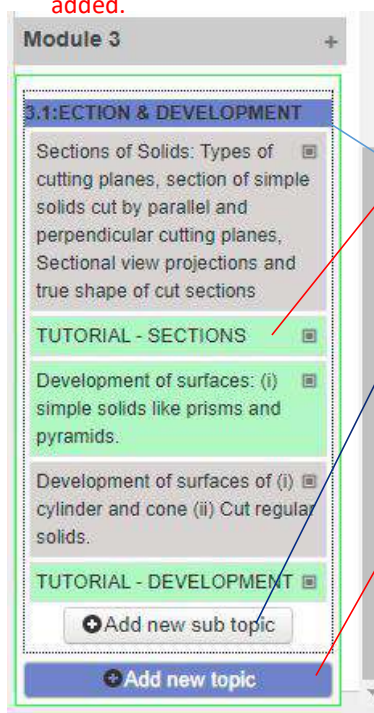 added.
Module 3 +
3.1:ECTION & DEVELOPMENT
Sections of Solids: Types of
cutting planes, section of simple
solids cut by parallel and
perpendicular cutting planes,
Sectional view projections and
true shape of cut sections
TUTORIAL - SECTIONS
Development of surfaces: (i)
simple solids like prisms and
pyramids.
Development of surfaces of (i)
cylinder and cone (ii) Cut regular
solids.
TUTORIAL - DEVELOPMENT
Add new sub topic
Add new topic